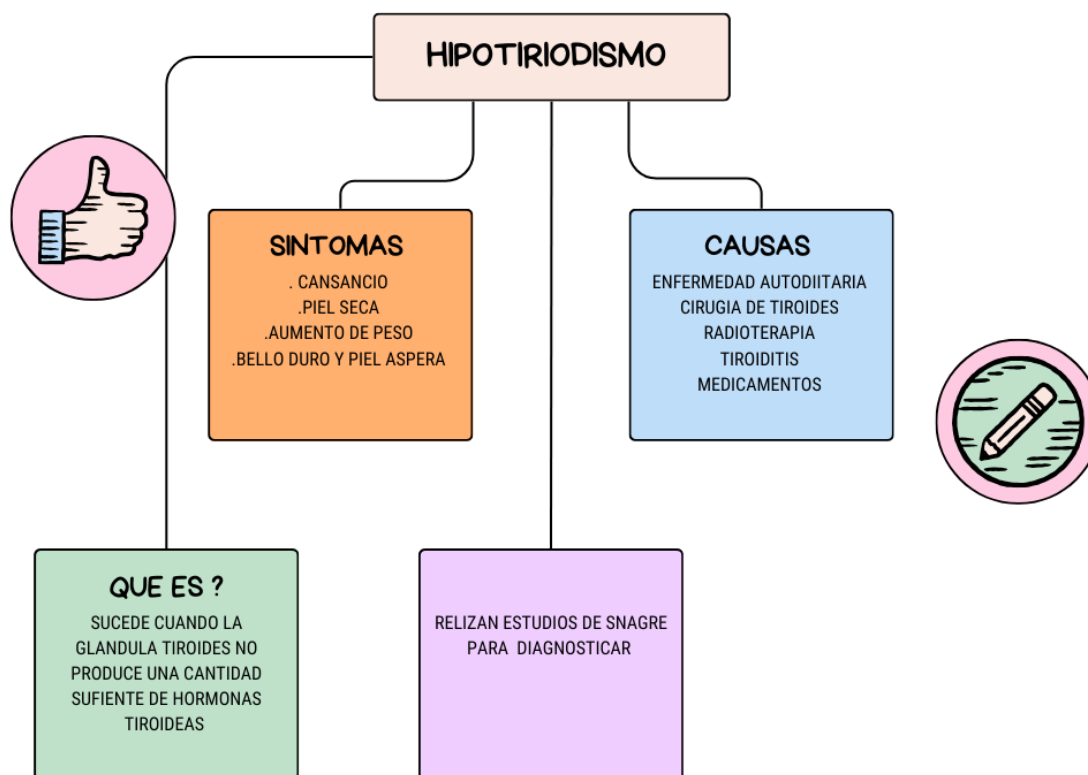 HIPOTIRIODISMO
SINTOMAS
. CANSANCIO
.PIEL SECA
.AUMENTO DE PESO
.BELLO DURO Y PIEL ASPERA
CAUSAS
ENFERMEDAD AUTODIITARIA
CIRUGIA DE TIROIDES
RADIOTERAPIA
TIROIDITIS
MEDICAMENTOS
QUE ES ?
SUCEDE CUANDO LA
GLANDULA TIROIDES NO
PRODUCE UNA CANTIDAD
SUFIENTE DE HORMONAS
TIROIDEAS
RELIZAN ESTUDIOS DE SNAGRE
PARA DIAGNOSTICAR